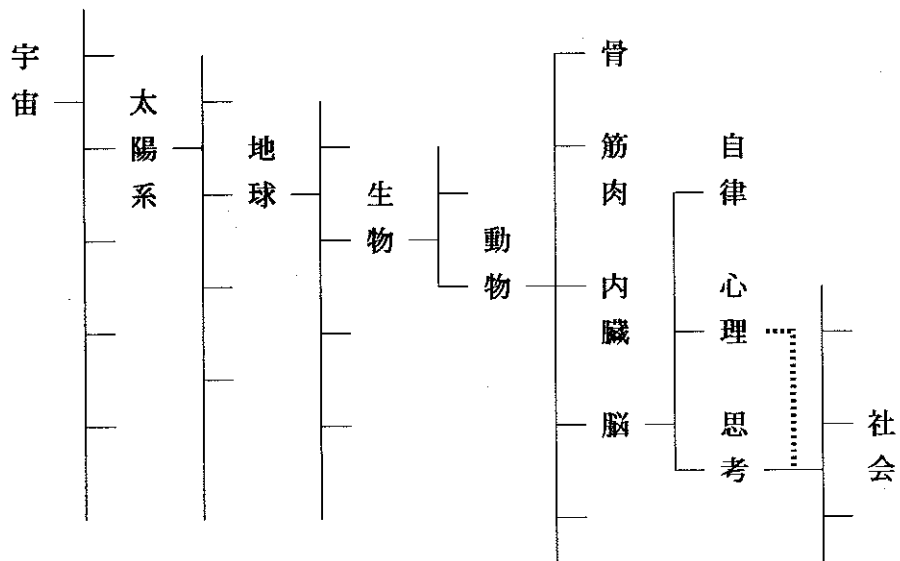 宇宙
太陽系
地球
生物
動物
骨
筋肉
内臓
脳
自律
心理
思考
社会